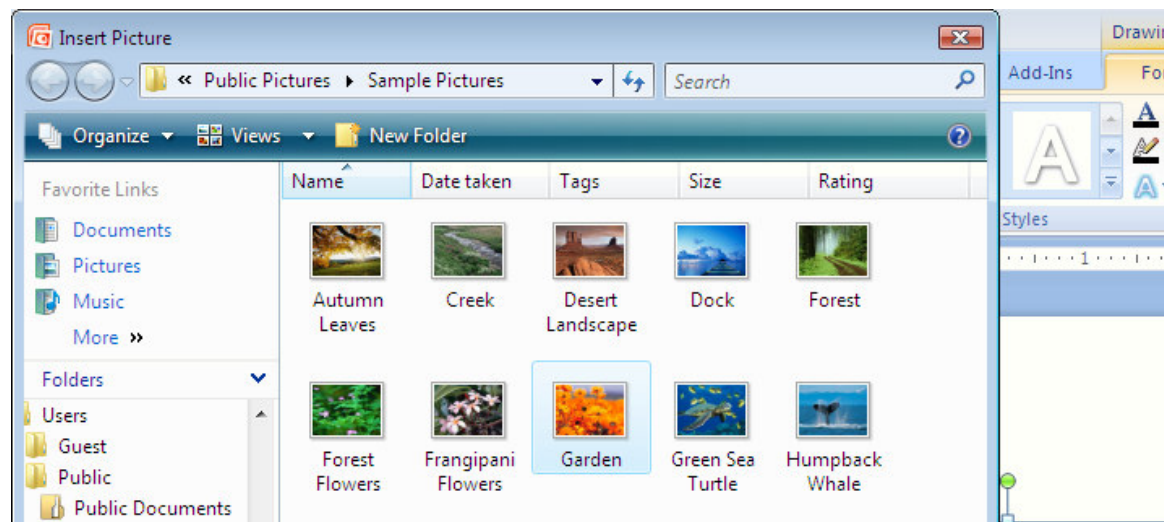 Insert Picture
« Public Pictures Sample Pictures
Search
Organize Views New Folder
Favorite Links
Documents
Pictures
Music
More »
Folders
Users
Guest
Public
Public Documents
Name Date taken Tags Size Rating
Autumn Leaves
Creek
Desert Landscape
Dock
Forest
Forest Flowers
Frangipani Flowers
Garden
Green Sea Turtle
Humpback Whale
Drawin
Add-Ins
Fo
A
A
A
Styles
1